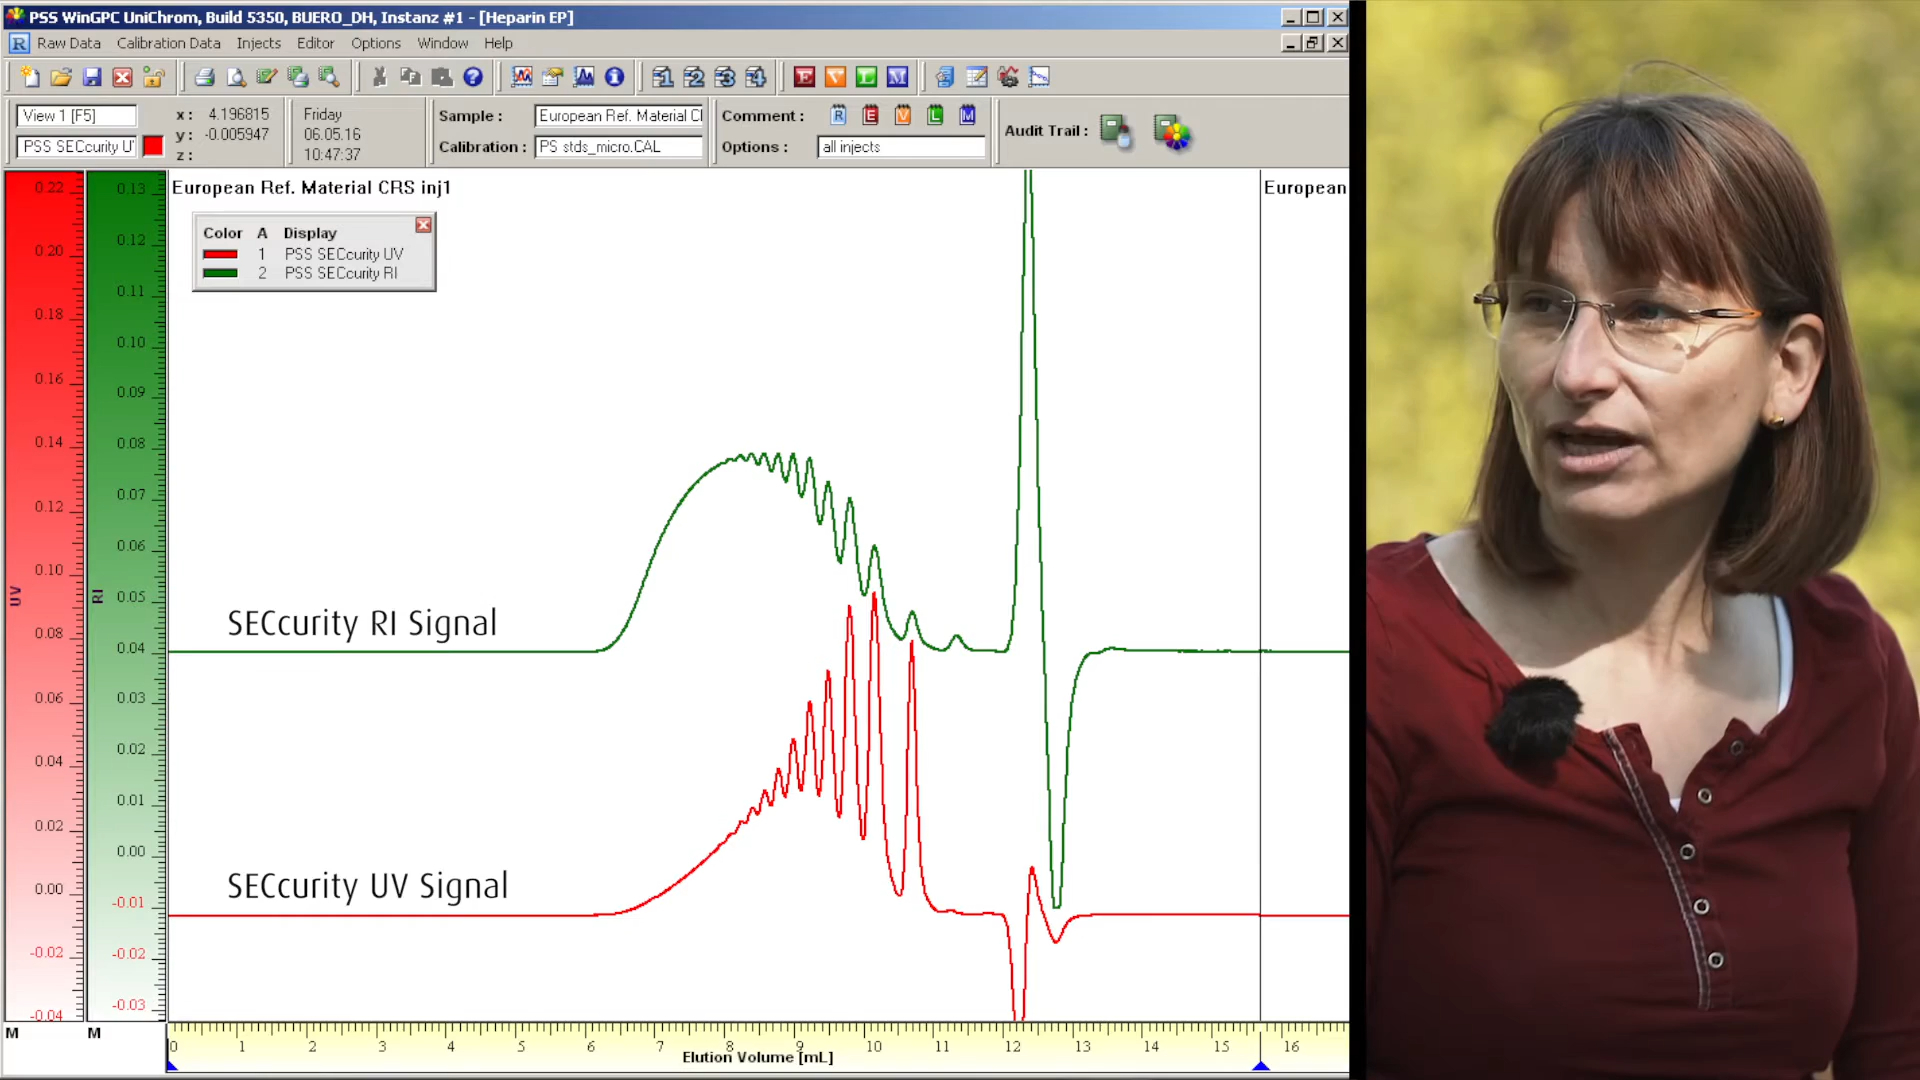 PSS WinGPC UniChrom, Build 5350, BUERO_DH, Instanz #1 - [Heparin EP]
R Raw Data Calibration Data Injects Editor Options Window Help
1 2 3 4 E V L M
View 1 [F5] x : 4.196815 Friday Sample : European Ref. Material Cl Comment : R E V L M
y : -0.005947 06.05.16 Audit Trail :
PSS SECcurity U z : 10:47:37 Calibration : PS stds_micro.CAL Options : all injects
European Ref. Material CRS inj1 European
Color A Display
1 PSS SECcurity UV
2 PSS SECcurity RI
0.22
0.20
0.18
0.16
0.14
0.12
0.10
0.08
0.06
0.04
0.02
0.00
-0.02
-0.04
UV
0.13
0.12
0.11
0.10
0.09
0.08
0.07
0.06
0.05
0.04
0.03
0.02
0.01
0.00
-0.01
-0.02
-0.03
RI
SECcurity RI Signal
SECcurity UV Signal
M M
0 1 2 3 4 5 6 7 8 9 10 11 12 13 14 15 16
Elution Volume [mL]